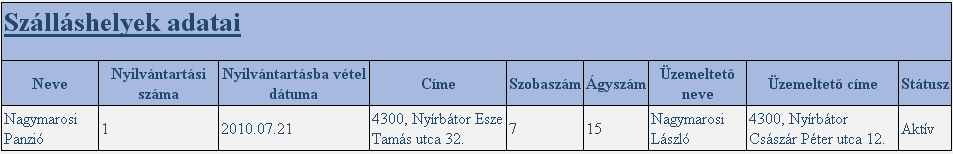 Szálláshelyek adatai
Neve
Nyilvántartási
száma
Nyilvántartásba vétel
dátuma
Címe
Szobaszám
Ágyszám
Üzemeltető
neve
Üzemeltető címe
Státusz
Nagymarosi
Panzió
1
2010.07.21
4300, Nyírbátor Esze
Tamás utca 32.
7
15
Nagymarosi
László
4300, Nyírbátor
Császár Péter utca 12.
Aktív